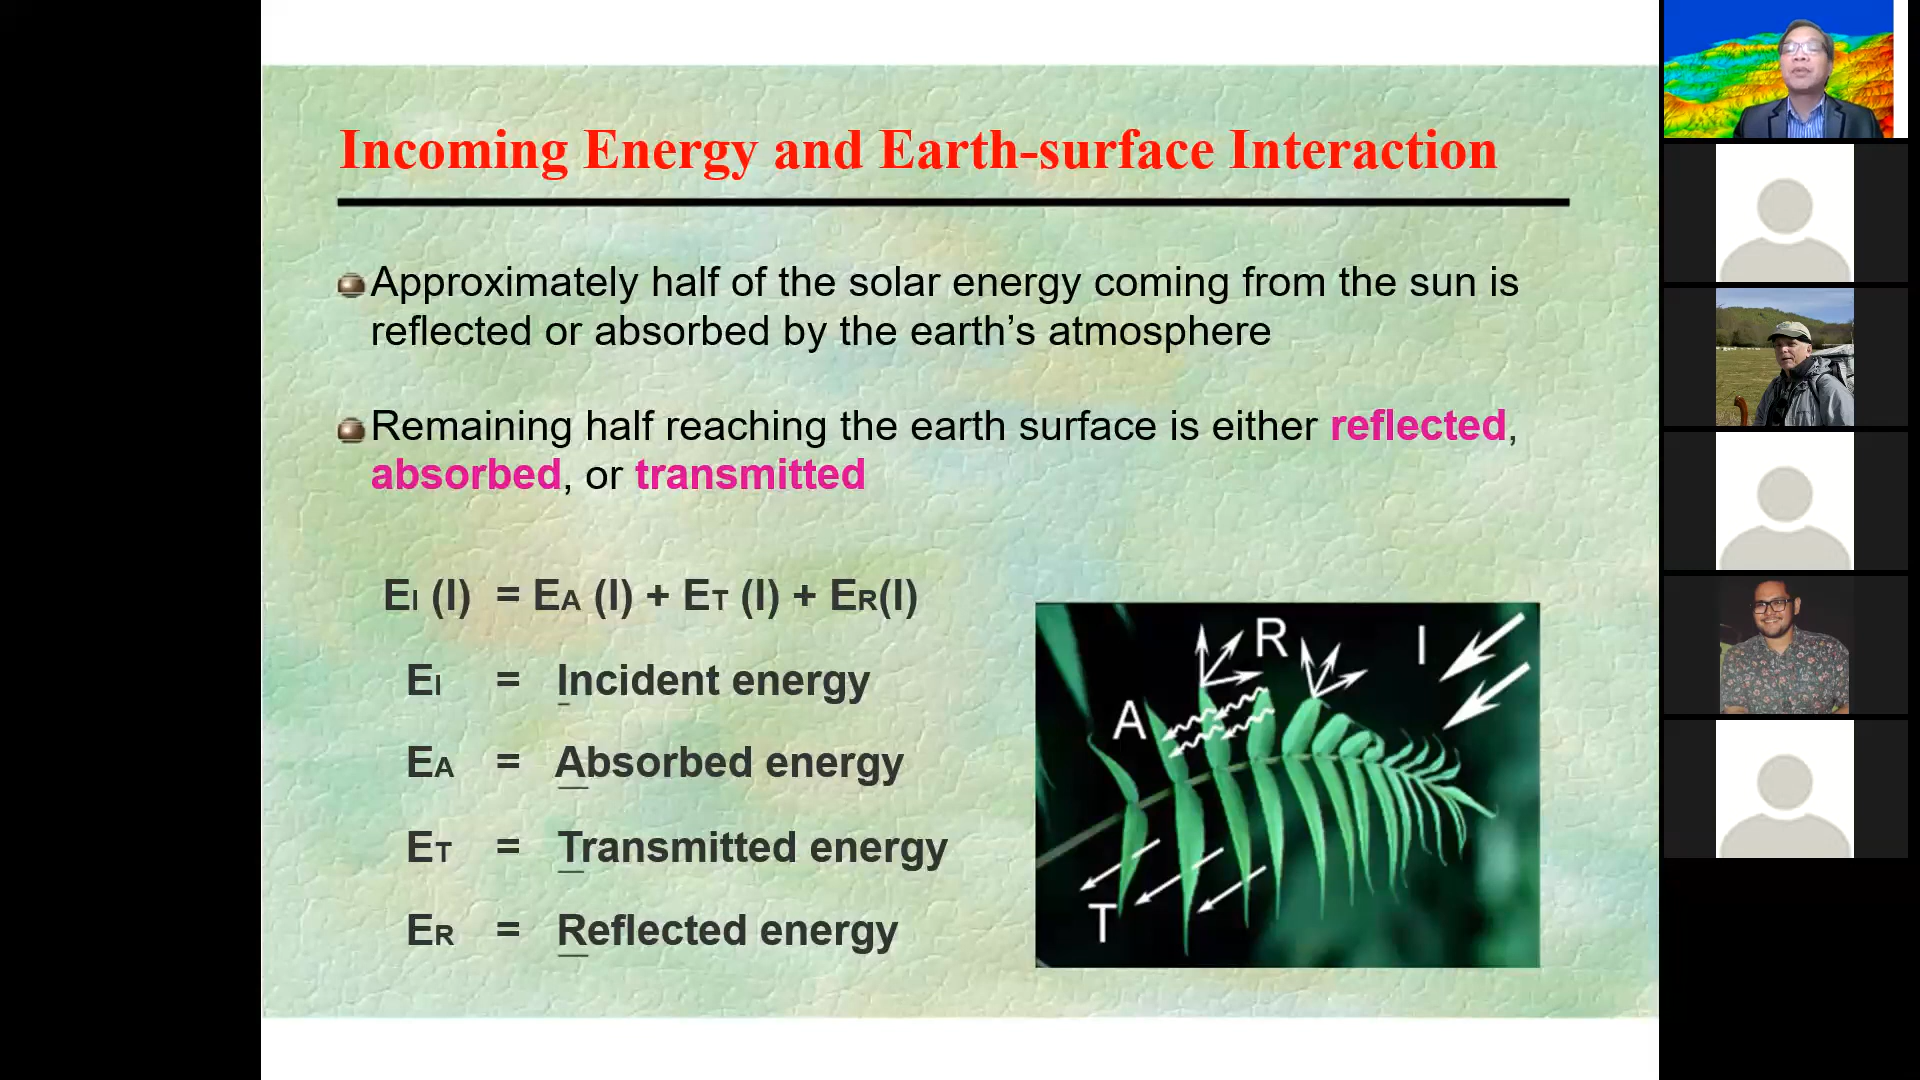 Incoming Energy and Earth-surface Interaction
Approximately half of the solar energy coming from the sun is
reflected or absorbed by the earth’s atmosphere
Remaining half reaching the earth surface is either reflected,
absorbed, or transmitted
EI (I) = EA (I) + ET (I) + ER(I)
EI = Incident energy
EA = Absorbed energy
ET = Transmitted energy
ER = Reflected energy
R
I
A
T